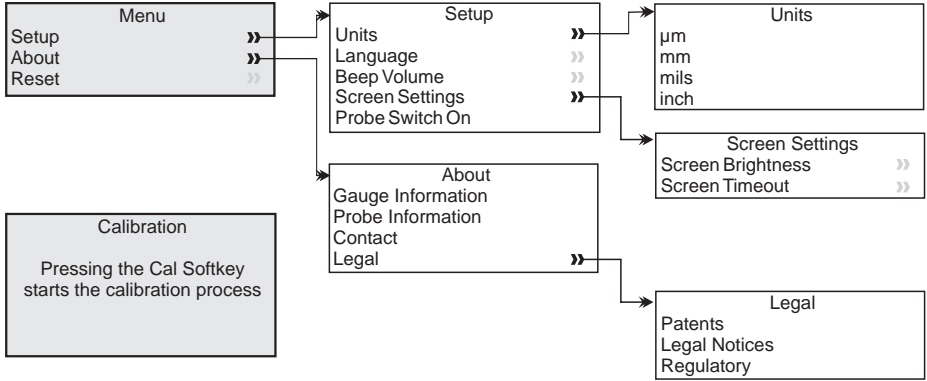 Menu
Setup »
About »
Reset »
Setup
Units »
Language »
Beep Volume »
Screen Settings »
Probe Switch On
Units
µm
mm
mils
inch
Screen Settings
Screen Brightness »
Screen Timeout »
About
Gauge Information
Probe Information
Contact
Legal »
Legal
Patents
Legal Notices
Regulatory
Calibration
Pressing the Cal Softkey
starts the calibration process